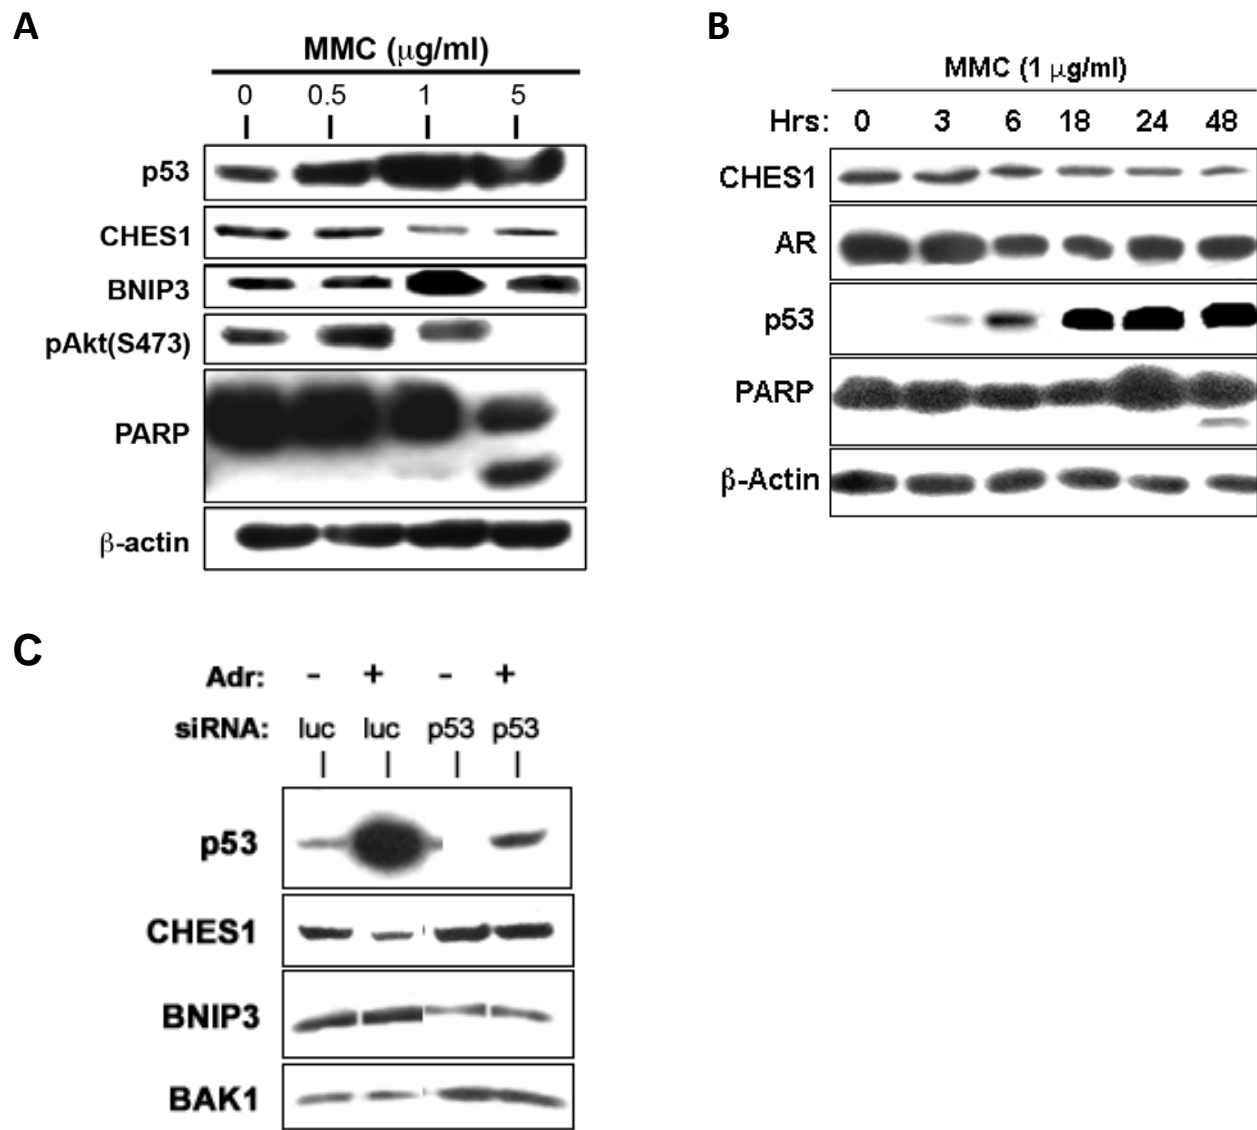 A
MMC (μg/ml)
0 0.5 1 5
p53
CHES1
BNIP3
pAkt(S473)
PARP
β-actin
B
MMC (1 μg/ml)
Hrs: 0 3 6 18 24 48
CHES1
AR
p53
PARP
β-Actin
C
Adr: - + - +
siRNA: luc luc p53 p53
p53
CHES1
BNIP3
BAK1